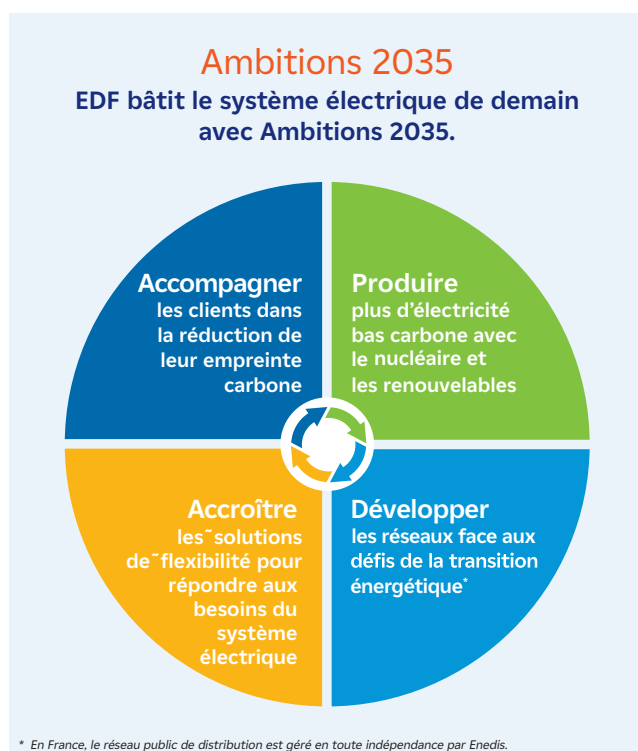 Ambitions 2035
EDF bâtit le système électrique de demain
avec Ambitions 2035.
Accompagner
les clients dans
la réduction de
leur empreinte
carbone
Produire
plus d’électricité
bas carbone avec
le nucléaire et
les renouvelables
Accroître
les˜solutions
de˜flexibilité pour
répondre aux
besoins du
système
électrique
Développer
les réseaux face aux
défis de la transition
énergétique*
* En France, le réseau public de distribution est géré en toute indépendance par Enedis.